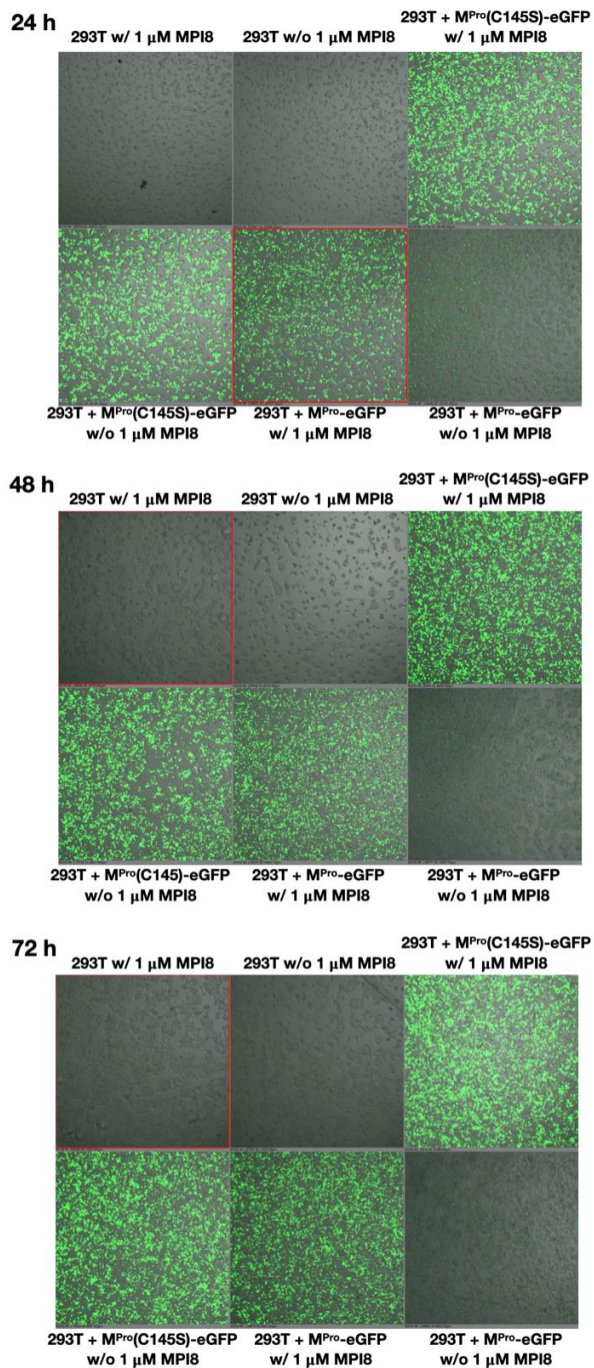 24 h
293T w/ 1 μM MPI8
293T w/o 1 μM MPI8
293T + MPro(C145S)-eGFP
w/ 1 μM MPI8
293T + MPro(C145S)-eGFP
w/o 1 μM MPI8
293T + MPro-eGFP
w/ 1 μM MPI8
293T + MPro-eGFP
w/o 1 μM MPI8
48 h
293T w/ 1 μM MPI8
293T w/o 1 μM MPI8
293T + MPro(C145S)-eGFP
w/ 1 μM MPI8
293T + MPro(C145)-eGFP
w/o 1 μM MPI8
293T + MPro-eGFP
w/ 1 μM MPI8
293T + MPro-eGFP
w/o 1 μM MPI8
72 h
293T w/ 1 μM MPI8
293T w/o 1 μM MPI8
293T + MPro(C145S)-eGFP
w/ 1 μM MPI8
293T + MPro(C145S)-eGFP
w/o 1 μM MPI8
293T + MPro-eGFP
w/ 1 μM MPI8
293T + MPro-eGFP
w/o 1 μM MPI8